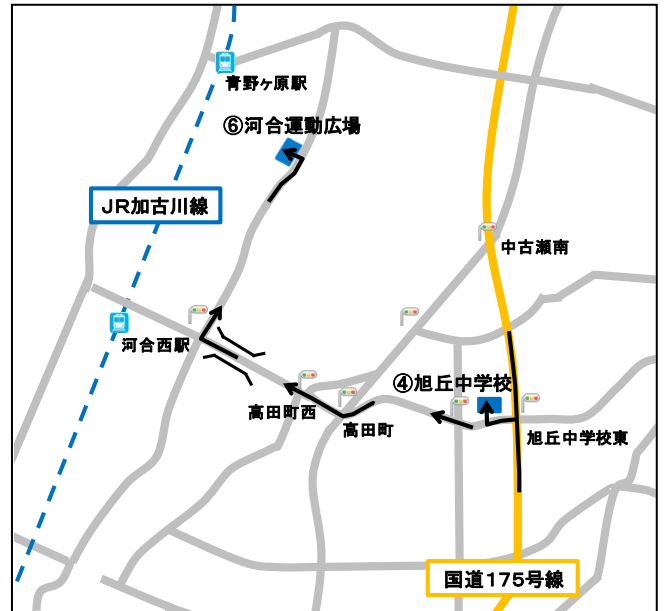 青野ヶ原駅
⑥河合運動広場
JR加古川線
中古瀬南
河合西駅
④旭丘中学校
高田町西
高田町
旭丘中学校東
国道175号線